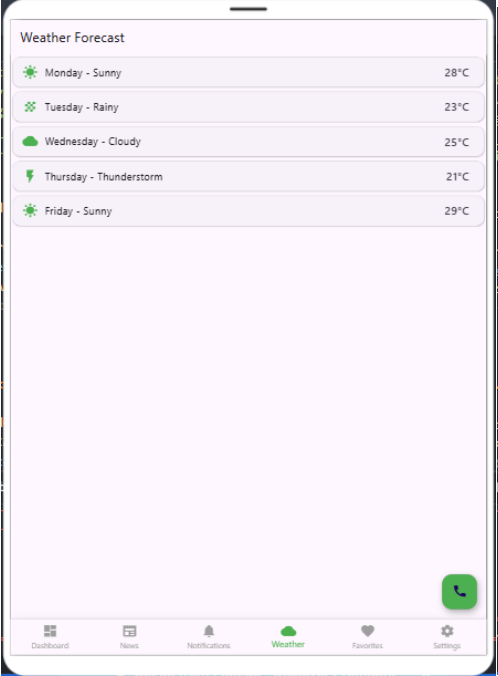 Weather Forecast
Monday - Sunny 28°C
Tuesday - Rainy 23°C
Wednesday - Cloudy 25°C
Thursday - Thunderstorm 21°C
Friday - Sunny 29°C
Dashboard News Notifications Weather Favorites Settings